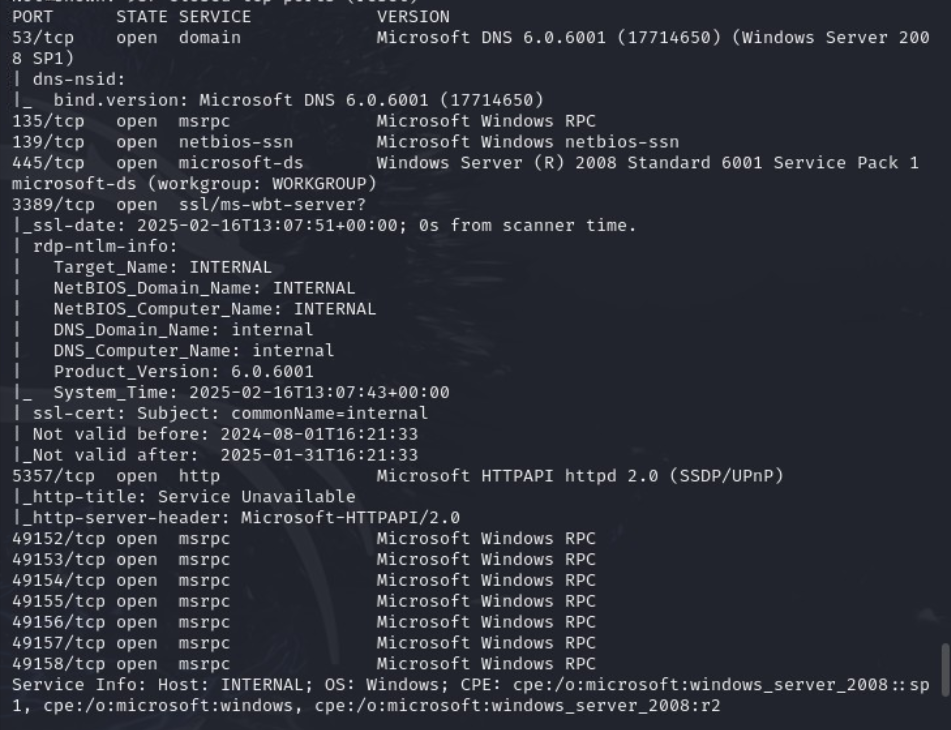 PORT      STATE SERVICE            VERSION
53/tcp    open  domain             Microsoft DNS 6.0.6001 (17714650) (Windows Server 200
8 SP1)
| dns-nsid:
|_  bind.version: Microsoft DNS 6.0.6001 (17714650)
135/tcp   open  msrpc              Microsoft Windows RPC
139/tcp   open  netbios-ssn        Microsoft Windows netbios-ssn
445/tcp   open  microsoft-ds       Windows Server (R) 2008 Standard 6001 Service Pack 1
microsoft-ds (workgroup: WORKGROUP)
3389/tcp  open  ssl/ms-wbt-server?
|_ssl-date: 2025-02-16T13:07:51+00:00; 0s from scanner time.
| rdp-ntlm-info:
|   Target_Name: INTERNAL
|   NetBIOS_Domain_Name: INTERNAL
|   NetBIOS_Computer_Name: INTERNAL
|   DNS_Domain_Name: internal
|   DNS_Computer_Name: internal
|   Product_Version: 6.0.6001
|_  System_Time: 2025-02-16T13:07:43+00:00
| ssl-cert: Subject: commonName=internal
| Not valid before: 2024-08-01T16:21:33
|_Not valid after:  2025-01-31T16:21:33
5357/tcp  open  http               Microsoft HTTPAPI httpd 2.0 (SSDP/UPnP)
|_http-title: Service Unavailable
|_http-server-header: Microsoft-HTTPAPI/2.0
49152/tcp open  msrpc              Microsoft Windows RPC
49153/tcp open  msrpc              Microsoft Windows RPC
49154/tcp open  msrpc              Microsoft Windows RPC
49155/tcp open  msrpc              Microsoft Windows RPC
49156/tcp open  msrpc              Microsoft Windows RPC
49157/tcp open  msrpc              Microsoft Windows RPC
49158/tcp open  msrpc              Microsoft Windows RPC
Service Info: Host: INTERNAL; OS: Windows; CPE: cpe:/o:microsoft:windows_server_2008::sp
1, cpe:/o:microsoft:windows, cpe:/o:microsoft:windows_server_2008:r2